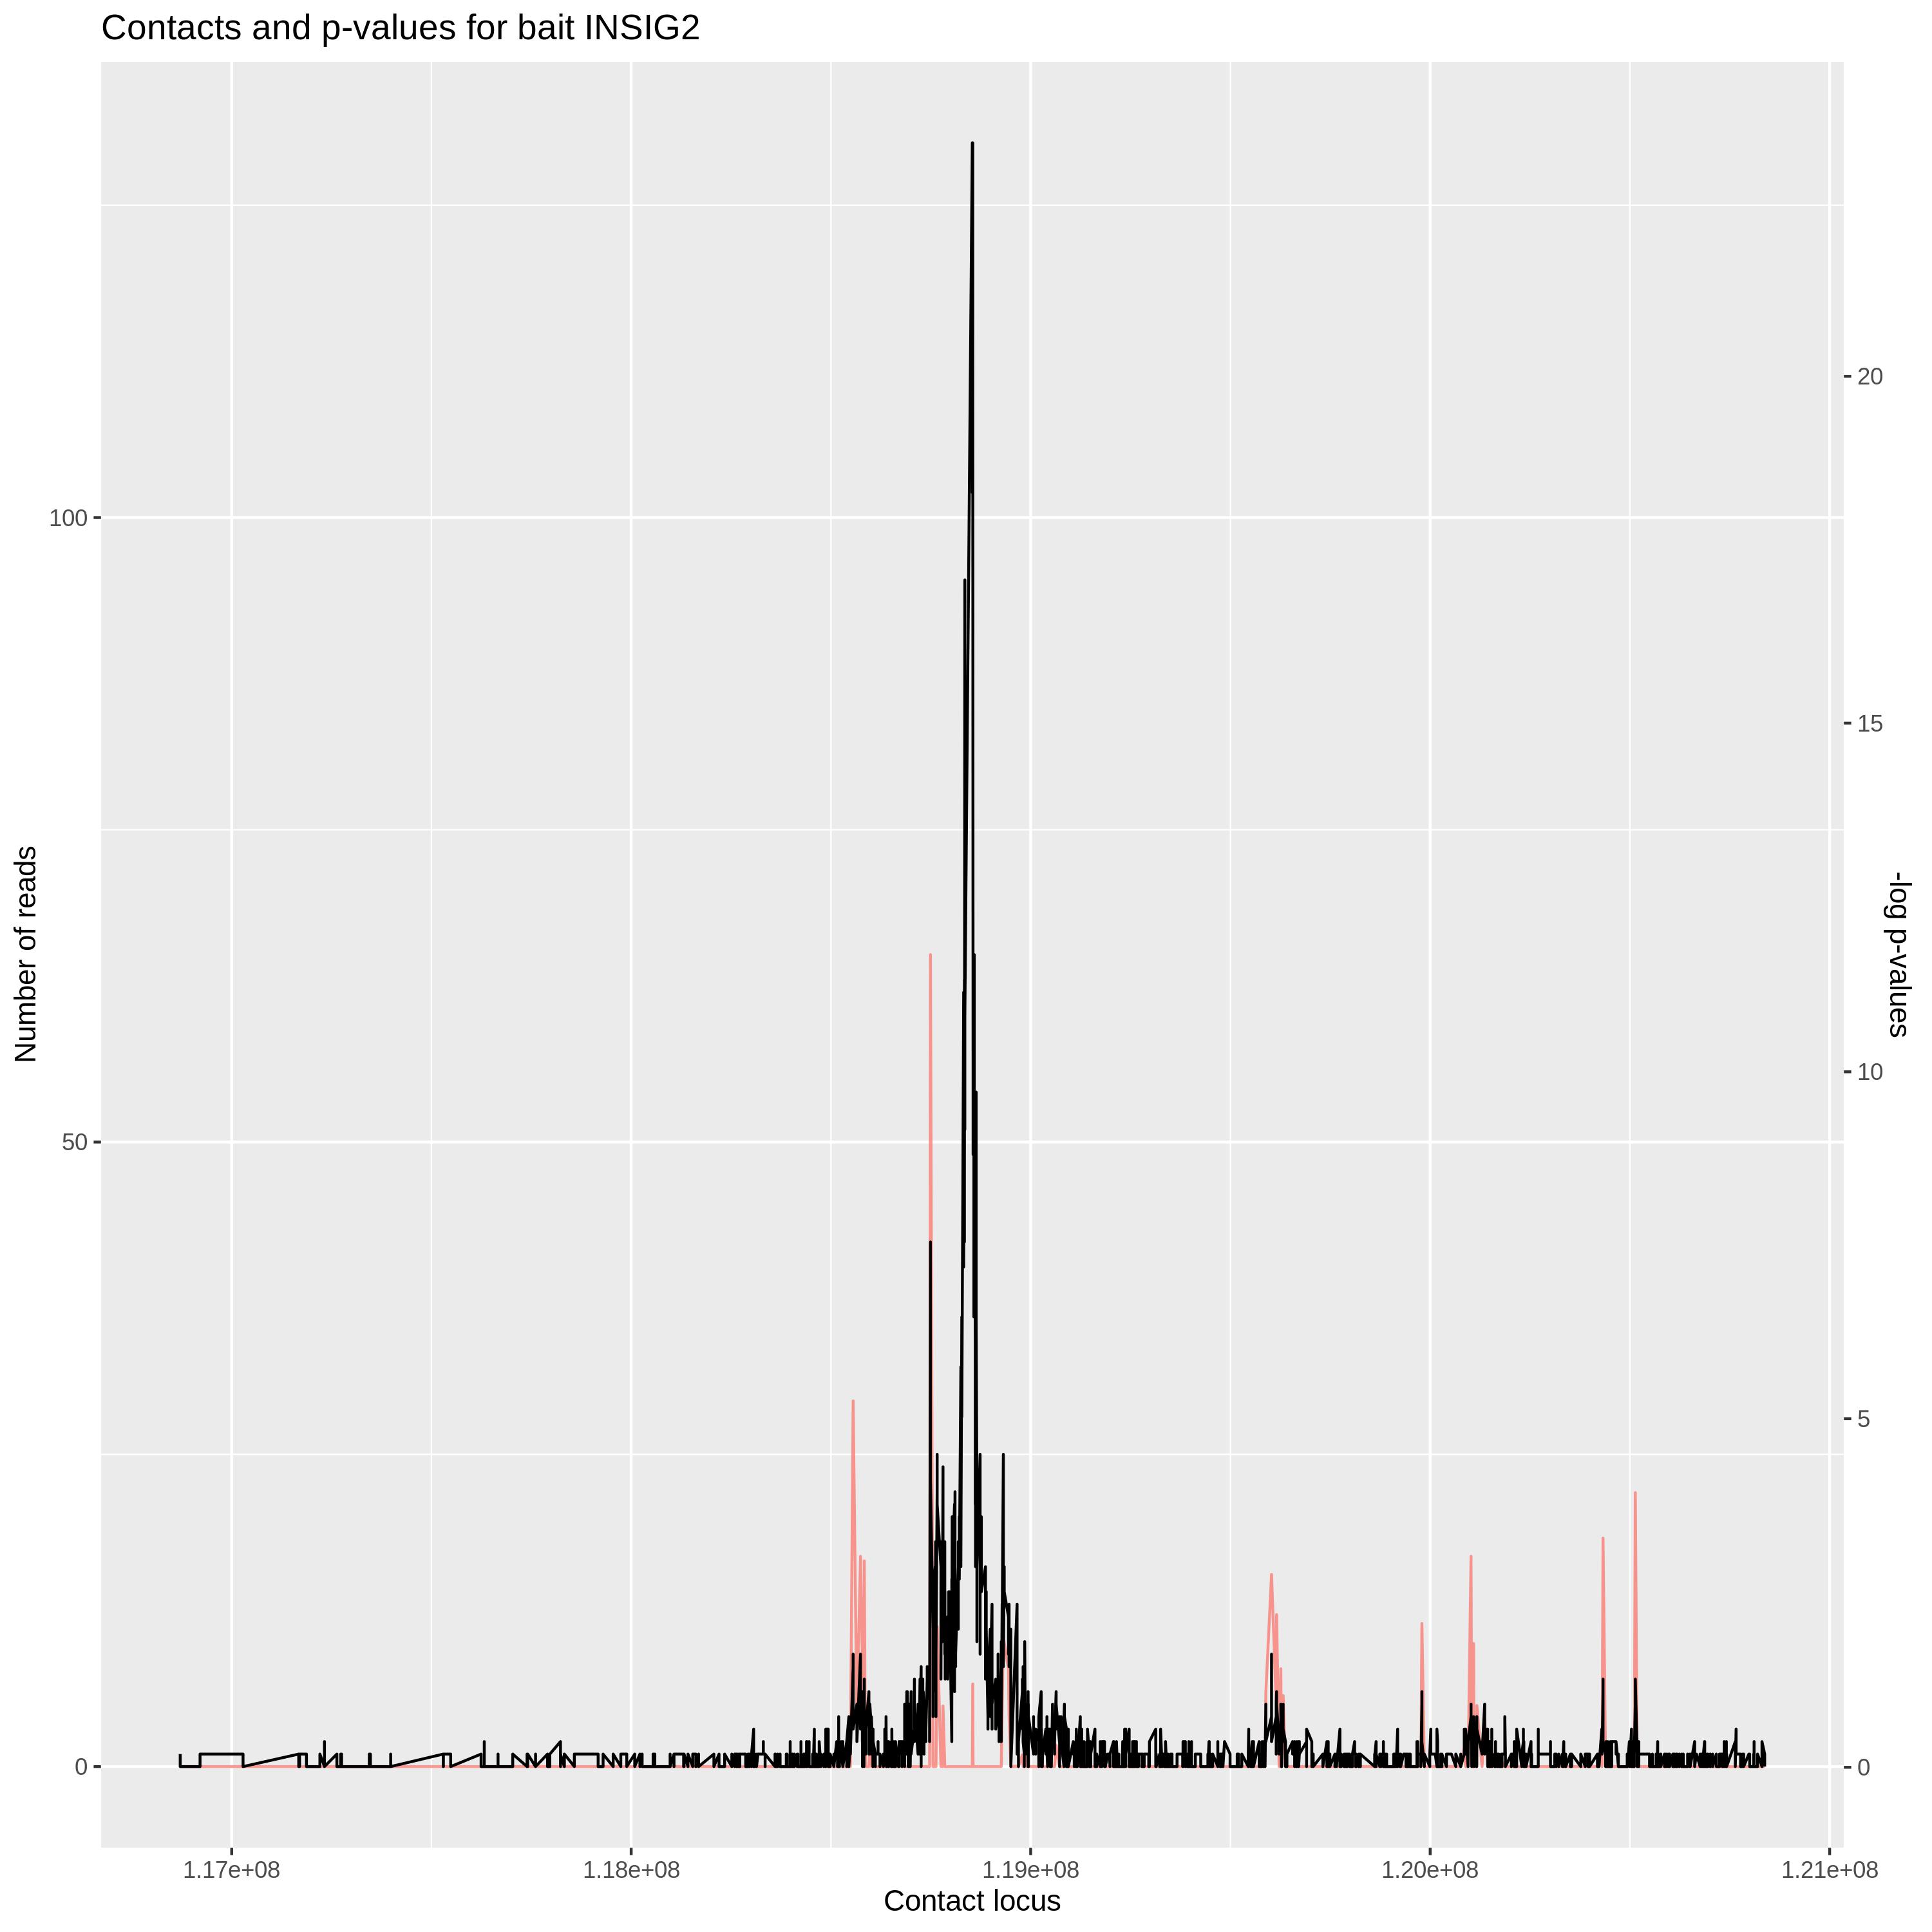 Contacts and p-values for bait INSIG2
Number of reads
100
50
0
20
15
10
5
0
-log p-values
1.17e+08
1.18e+08
1.19e+08
1.20e+08
1.21e+08
Contact locus